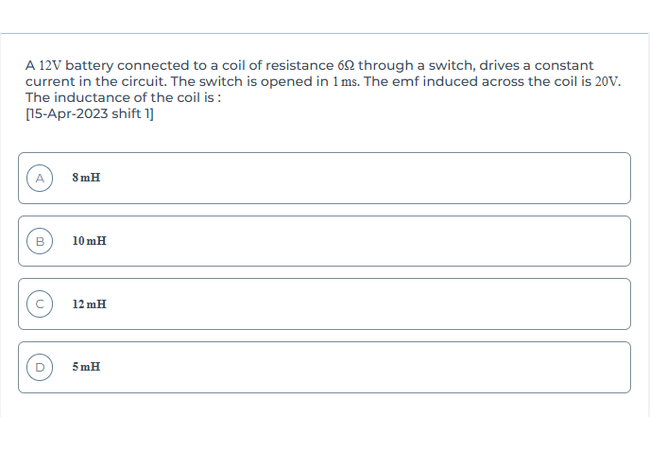 A 12V battery connected to a coil of resistance 6Ω through a switch, drives a constant
current in the circuit. The switch is opened in 1 ms. The emf induced across the coil is 20V.
The inductance of the coil is :
[15-Apr-2023 shift 1]
A 8 mH
B 10 mH
C 12 mH
D 5 mH